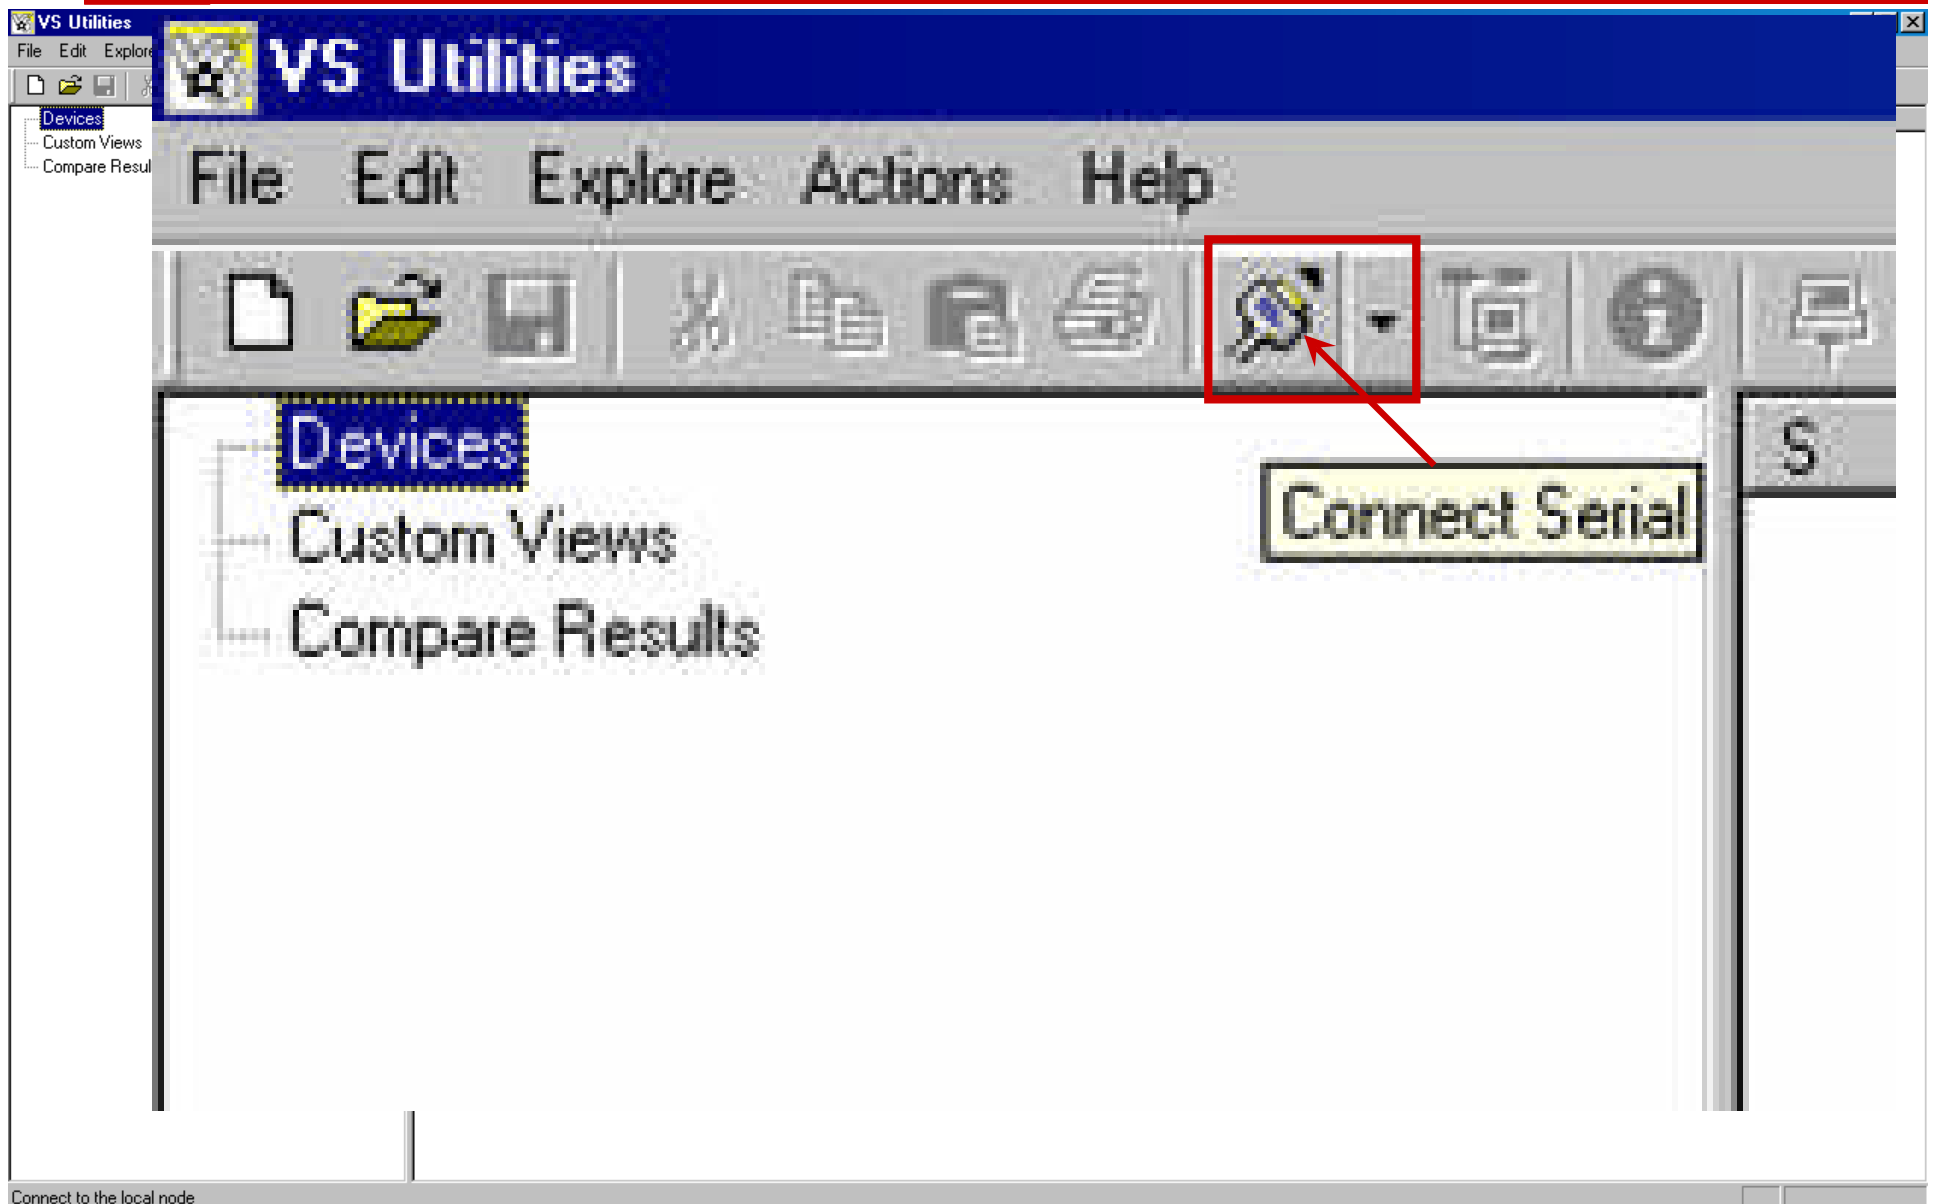 VS Utilities
File Edit Explore
Devices
Custom Views
Compare Resul
VS Utilities
File Edit Explore Actions Help
Devices
Custom Views
Compare Results
Connect Serial
S
Connect to the local node